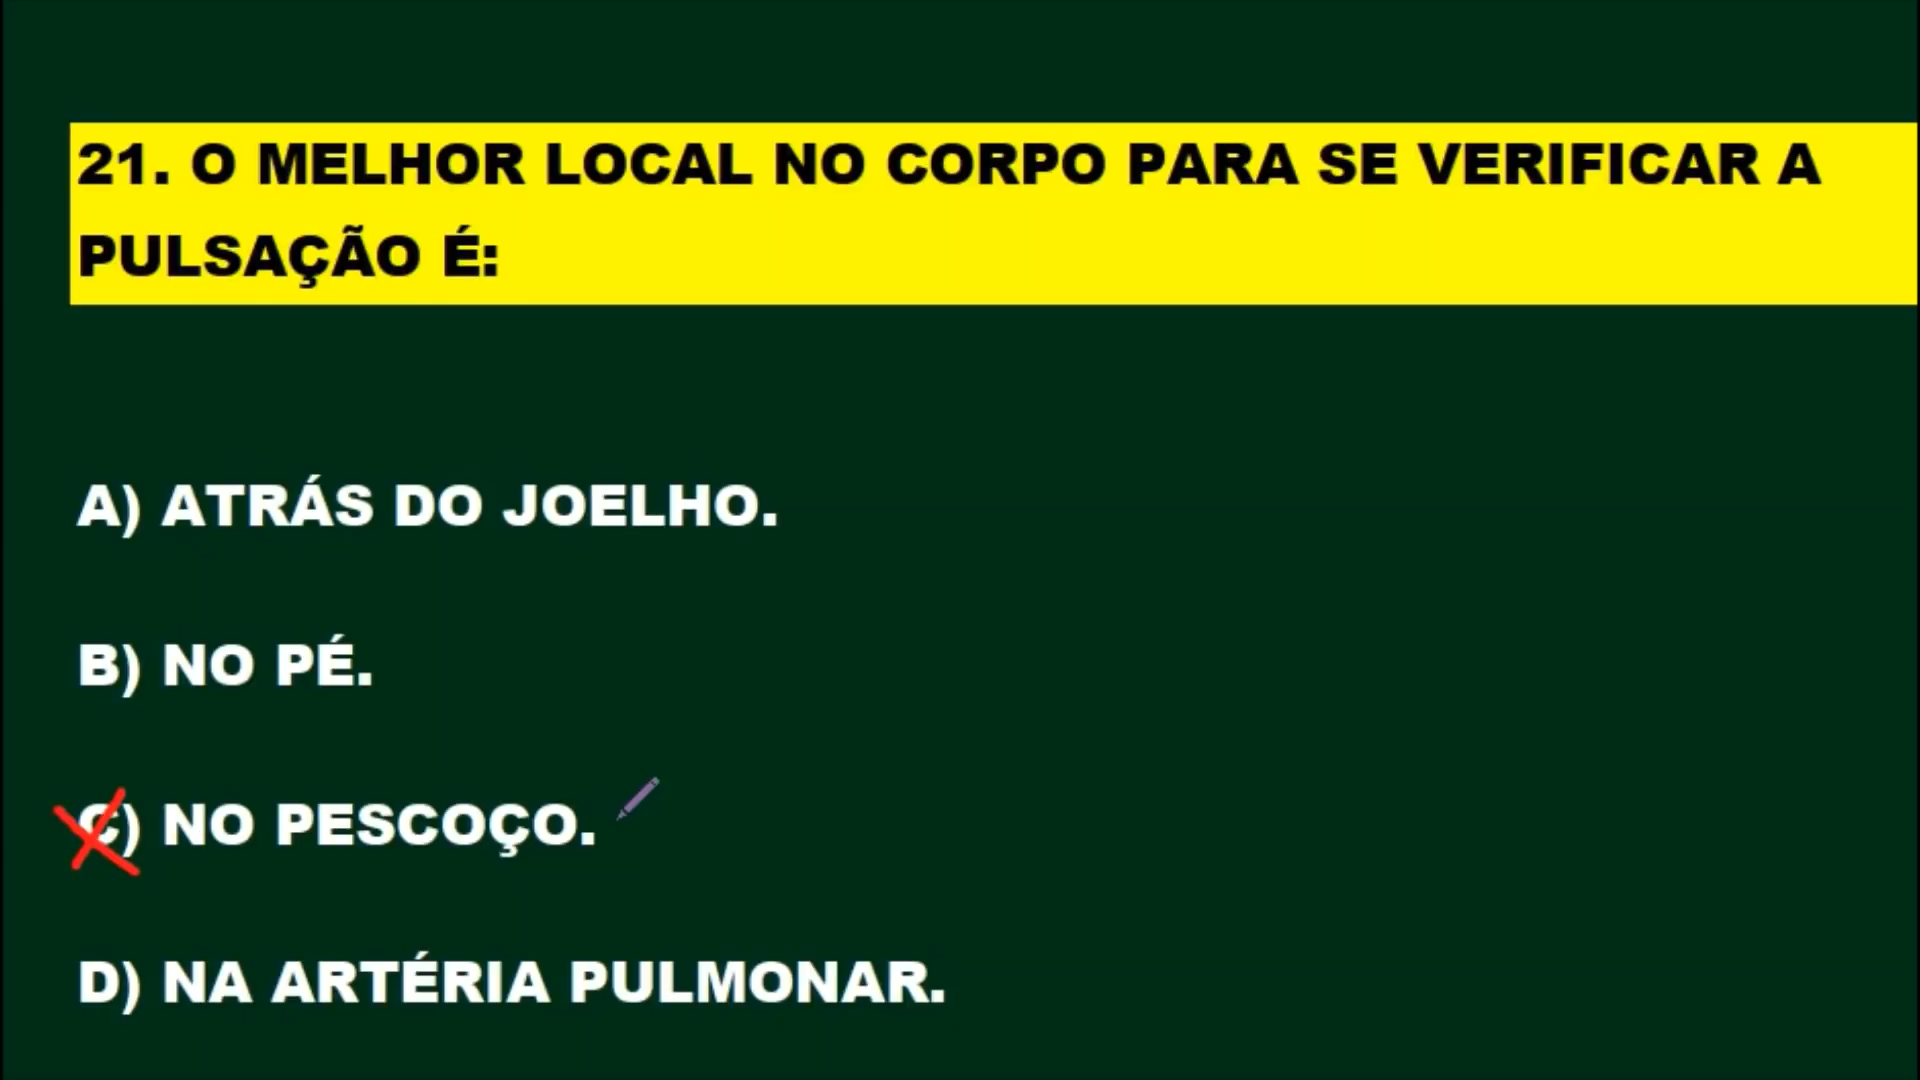 21. O MELHOR LOCAL NO CORPO PARA SE VERIFICAR A
PULSAÇÃO É:
A) ATRÁS DO JOELHO.
B) NO PÉ.
C) NO PESCOÇO.
D) NA ARTÉRIA PULMONAR.